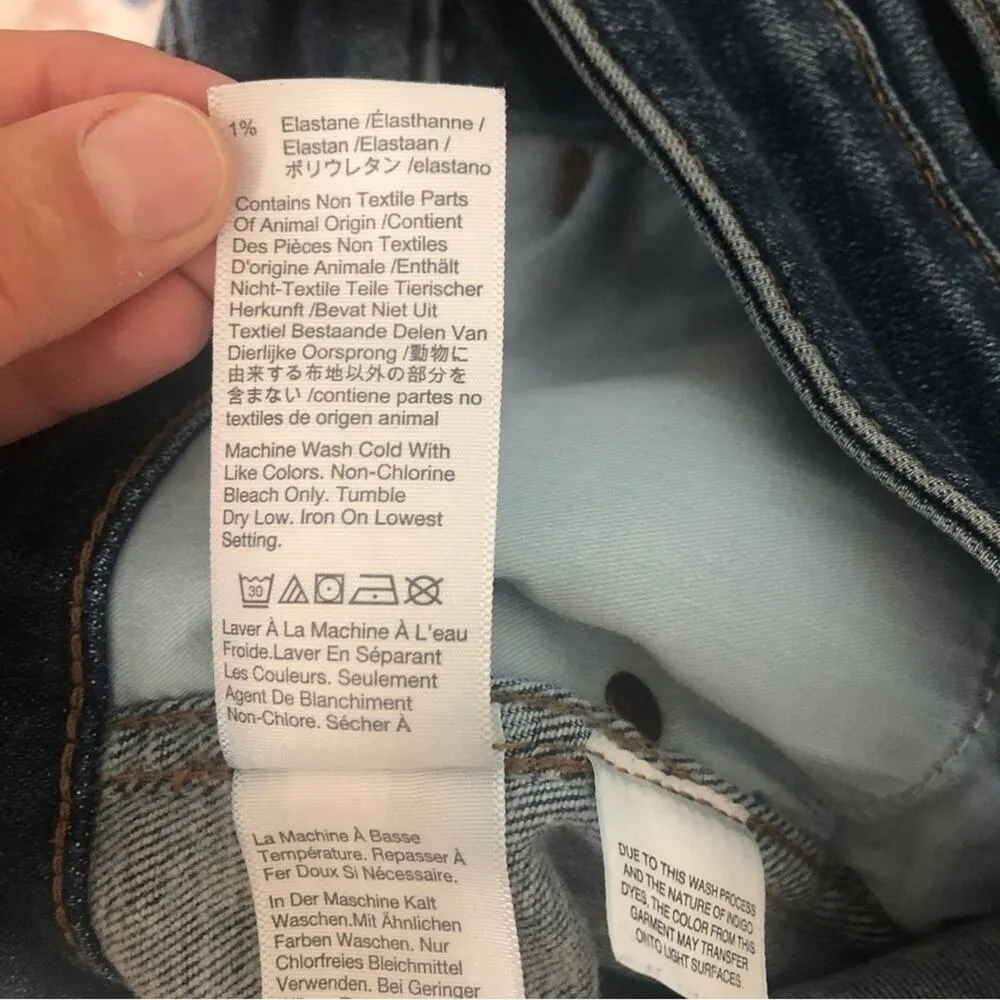 1% Elastane /Élasthanne /
Elastan /Elastaan /
ポリウレタン /elastano
Contains Non Textile Parts
Of Animal Origin /Contient
Des Pièces Non Textiles
D'origine Animale /Enthält
Nicht-Textile Teile Tierischer
Herkunft /Bevat Niet Uit
Textiel Bestaande Delen Van
Dierlijke Oorsprong /動物に
由来する布地以外の部分を
含まない /contiene partes no
textiles de origen animal
Machine Wash Cold With
Like Colors. Non-Chlorine
Bleach Only. Tumble
Dry Low. Iron On Lowest
Setting.
30
Laver À La Machine À L'eau
Froide.Laver En Séparant
Les Couleurs. Seulement
Agent De Blanchiment
Non-Chlore. Sécher À
La Machine À Basse
Température. Repasser À
Fer Doux Si Nécessaire.
In Der Maschine Kalt
Waschen.Mit Ähnlichen
Farben Waschen. Nur
Chlorfreies Bleichmittel
Verwenden. Bei Geringer
DUE TO THIS WASH PROCESS
AND THE NATURE OF INDIGO
DYES, THE COLOR FROM THIS
GARMENT MAY TRANSFER
ONTO LIGHT SURFACES.